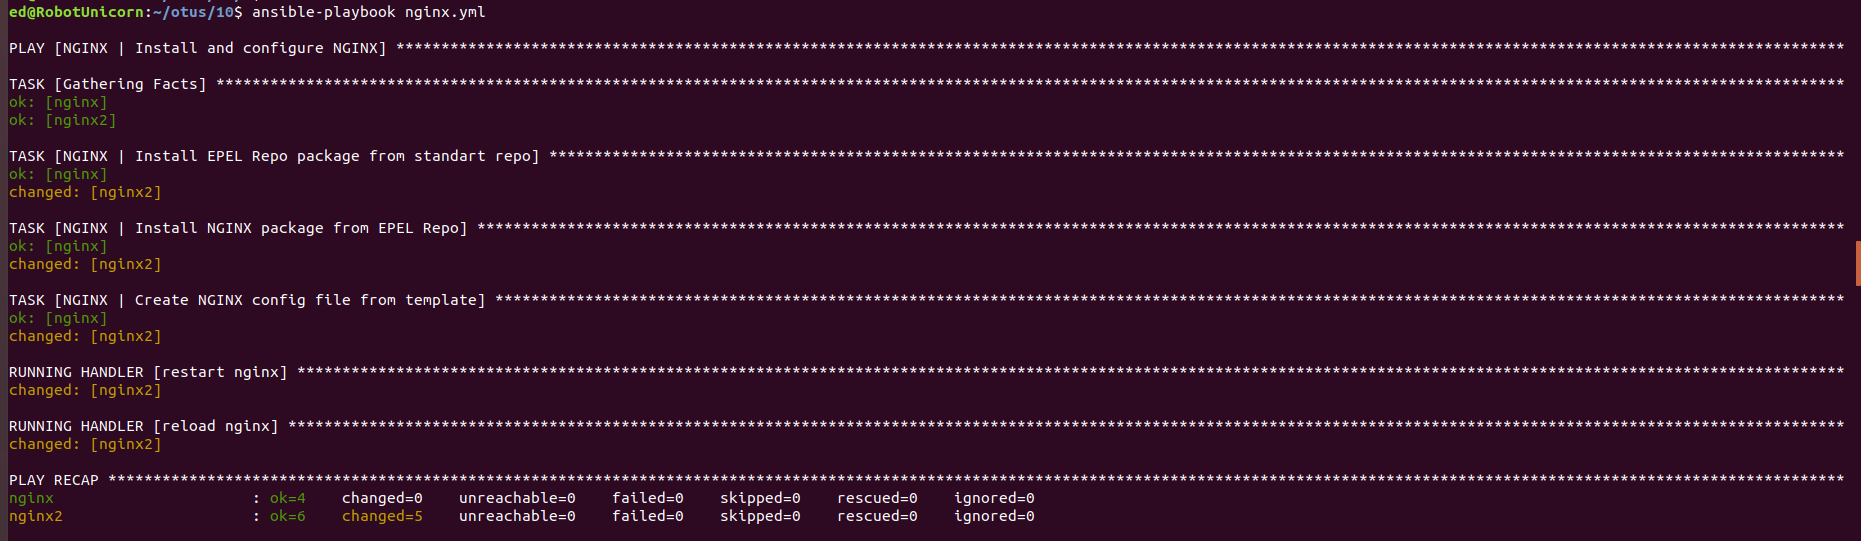 ed@RobotUnicorn:~/otus/10$ ansible-playbook nginx.yml
PLAY [NGINX | Install and configure NGINX] *****************************************************************************************************************************************************************
TASK [Gathering Facts] *************************************************************************************************************************************************************************************
ok: [nginx]
ok: [nginx2]
TASK [NGINX | Install EPEL Repo package from standart repo] ************************************************************************************************************************************************
ok: [nginx]
changed: [nginx2]
TASK [NGINX | Install NGINX package from EPEL Repo] ********************************************************************************************************************************************************
ok: [nginx]
changed: [nginx2]
TASK [NGINX | Create NGINX config file from template] ******************************************************************************************************************************************************
ok: [nginx]
changed: [nginx2]
RUNNING HANDLER [restart nginx] ****************************************************************************************************************************************************************************
changed: [nginx2]
RUNNING HANDLER [reload nginx] *****************************************************************************************************************************************************************************
changed: [nginx2]
PLAY RECAP *************************************************************************************************************************************************************************************************
nginx                      : ok=4    changed=0    unreachable=0    failed=0    skipped=0    rescued=0    ignored=0
nginx2                     : ok=6    changed=5    unreachable=0    failed=0    skipped=0    rescued=0    ignored=0